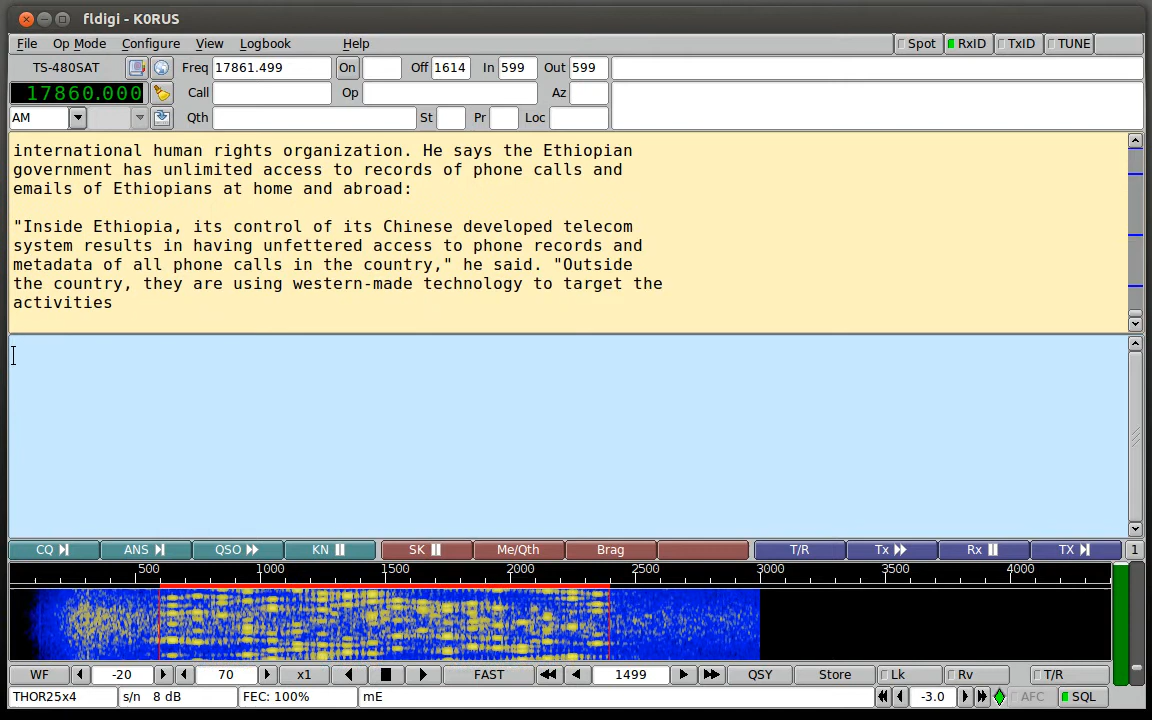 fldigi - K0RUS
File Op Mode Configure View Logbook Help Spot RxID TxID TUNE
TS-480SAT Freq 17861.499 On Off 1614 In 599 Out 599
17860.000 Call Op Az
AM Qth St Pr Loc
international human rights organization. He says the Ethiopian
government has unlimited access to records of phone calls and
emails of Ethiopians at home and abroad:
"Inside Ethiopia, its control of its Chinese developed telecom
system results in having unfettered access to phone records and
metadata of all phone calls in the country," he said. "Outside
the country, they are using western-made technology to target the
activities
CQ ANS QSO KN SK Me/Qth Brag T/R Tx Rx TX 1
500 1000 1500 2000 2500 3000 3500 4000
WF -20 70 x1 FAST 1499 QSY Store Lk Rv T/R
THOR25x4 s/n 8 dB FEC: 100% mE -3.0 AFC SQL